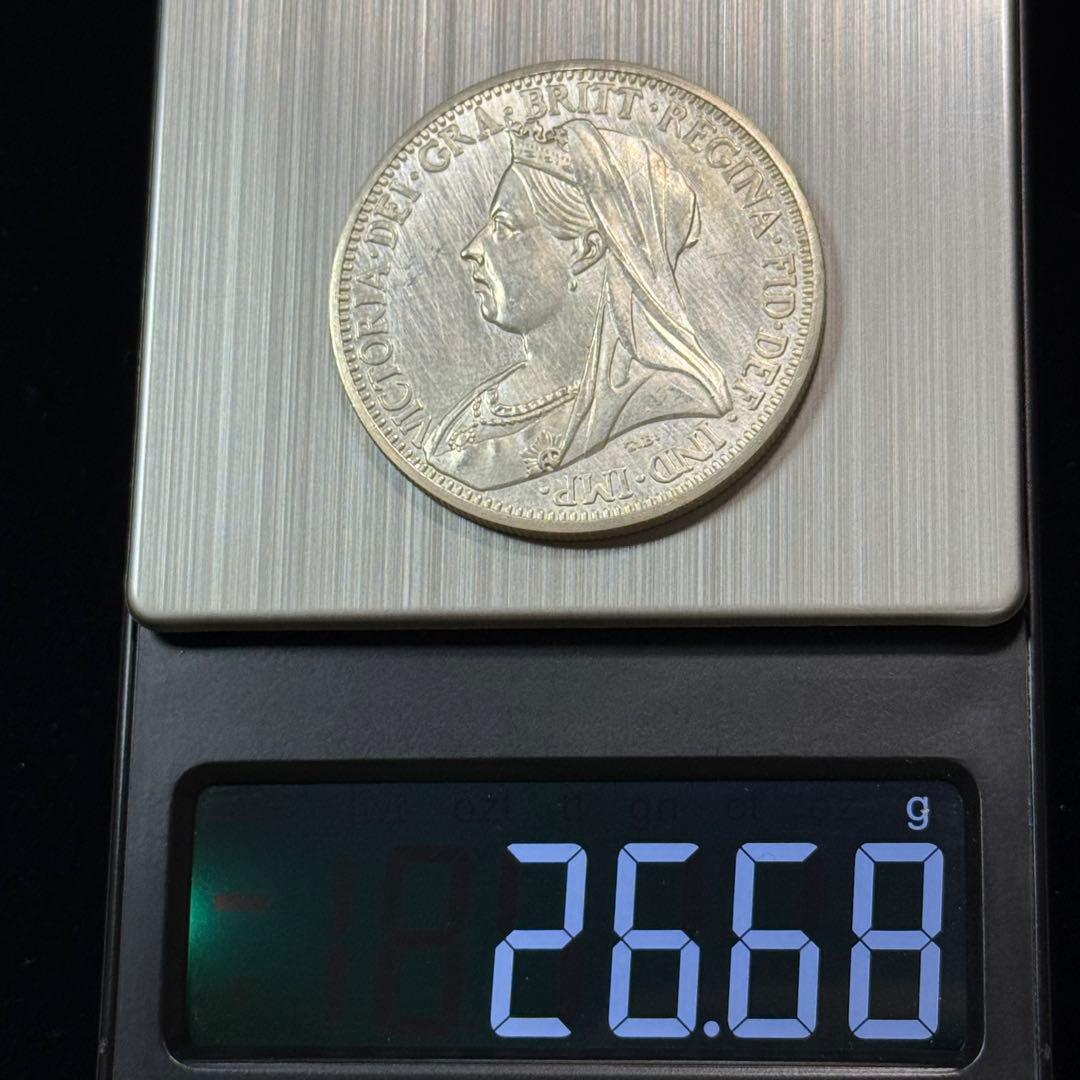 VICTORIA·DEI·GRA·BRITT·REGINA·FID·DEF·IND·IMP·
T.B.
g
26.68